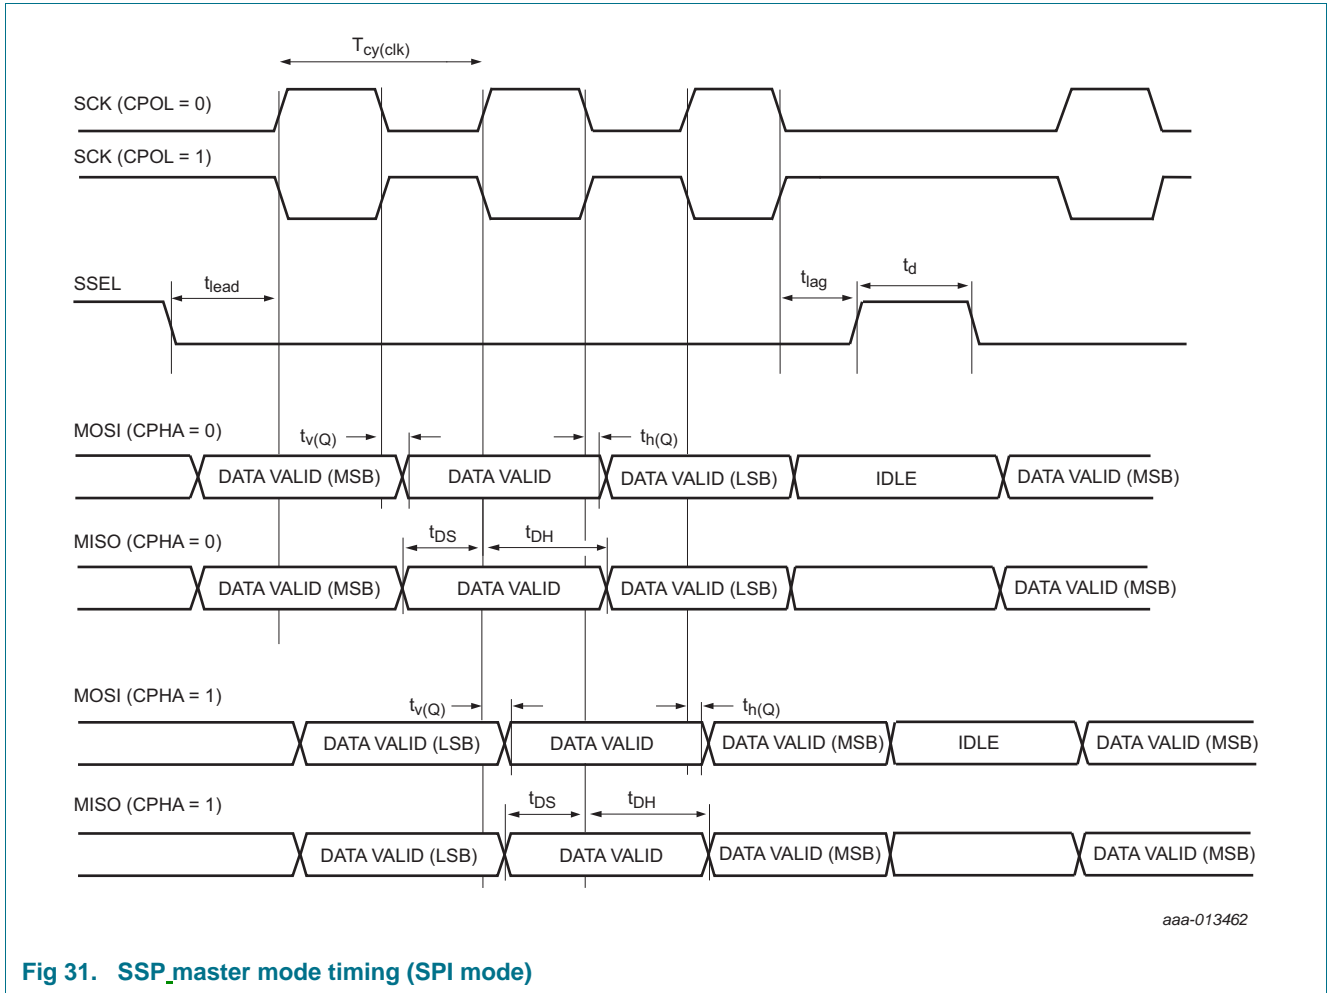 Tcy(clk)
SCK (CPOL = 0)
SCK (CPOL = 1)
SSEL
tlead
tlag
td
MOSI (CPHA = 0)
tv(Q)
th(Q)
DATA VALID (MSB)
DATA VALID
DATA VALID (LSB)
IDLE
DATA VALID (MSB)
MISO (CPHA = 0)
tDS
tDH
DATA VALID (MSB)
DATA VALID
DATA VALID (LSB)
DATA VALID (MSB)
MOSI (CPHA = 1)
tv(Q)
th(Q)
DATA VALID (LSB)
DATA VALID
DATA VALID (MSB)
IDLE
DATA VALID (MSB)
MISO (CPHA = 1)
tDS
tDH
DATA VALID (LSB)
DATA VALID
DATA VALID (MSB)
DATA VALID (MSB)
aaa-013462
Fig 31. SSP master mode timing (SPI mode)